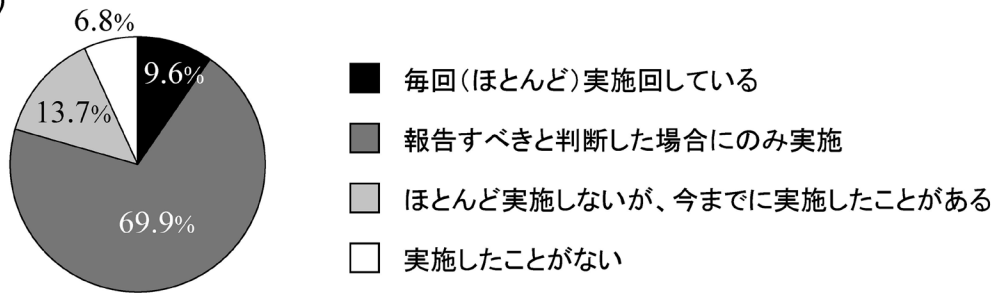 )
6.8%
9.6%
13.7%
69.9%
毎回(ほとんど)実施回している
報告すべきと判断した場合にのみ実施
ほとんど実施しないが、今までに実施したことがある
実施したことがない